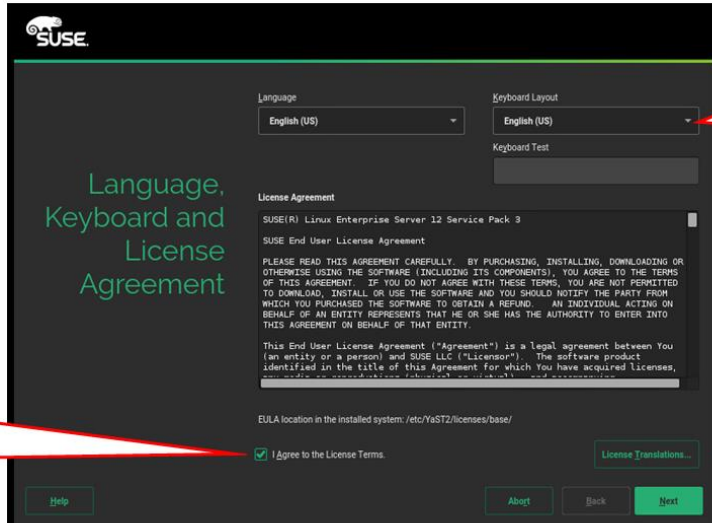 SUSE.
Language
Keyboard Layout
English (US)
English (US)
Keyboard Test
Language,
Keyboard and
License
Agreement
License Agreement
SUSE(R) Linux Enterprise Server 12 Service Pack 3
SUSE End User License Agreement
PLEASE READ THIS AGREEMENT CAREFULLY. BY PURCHASING, INSTALLING, DOWNLOADING OR
OTHERWISE USING THE SOFTWARE (INCLUDING ITS COMPONENTS), YOU AGREE TO THE TERMS
OF THIS AGREEMENT. IF YOU DO NOT AGREE WITH THESE TERMS, YOU ARE NOT PERMITTED
TO DOWNLOAD, INSTALL OR USE THE SOFTWARE AND YOU SHOULD NOTIFY THE PARTY FROM
WHICH YOU PURCHASED THE SOFTWARE TO OBTAIN A REFUND. AN INDIVIDUAL ACTING ON
BEHALF OF AN ENTITY REPRESENTS THAT HE OR SHE HAS THE AUTHORITY TO ENTER INTO
THIS AGREEMENT ON BEHALF OF THAT ENTITY.
This End User License Agreement ("Agreement") is a legal agreement between You
(an entity or a person) and SUSE LLC ("Licensor"). The software product
identified in the title of this Agreement for which You have acquired licenses,
EULA location in the installed system: /etc/YaST2/licenses/base/
I Agree to the License Terms.
License Translations...
Help
Abort
Back
Next